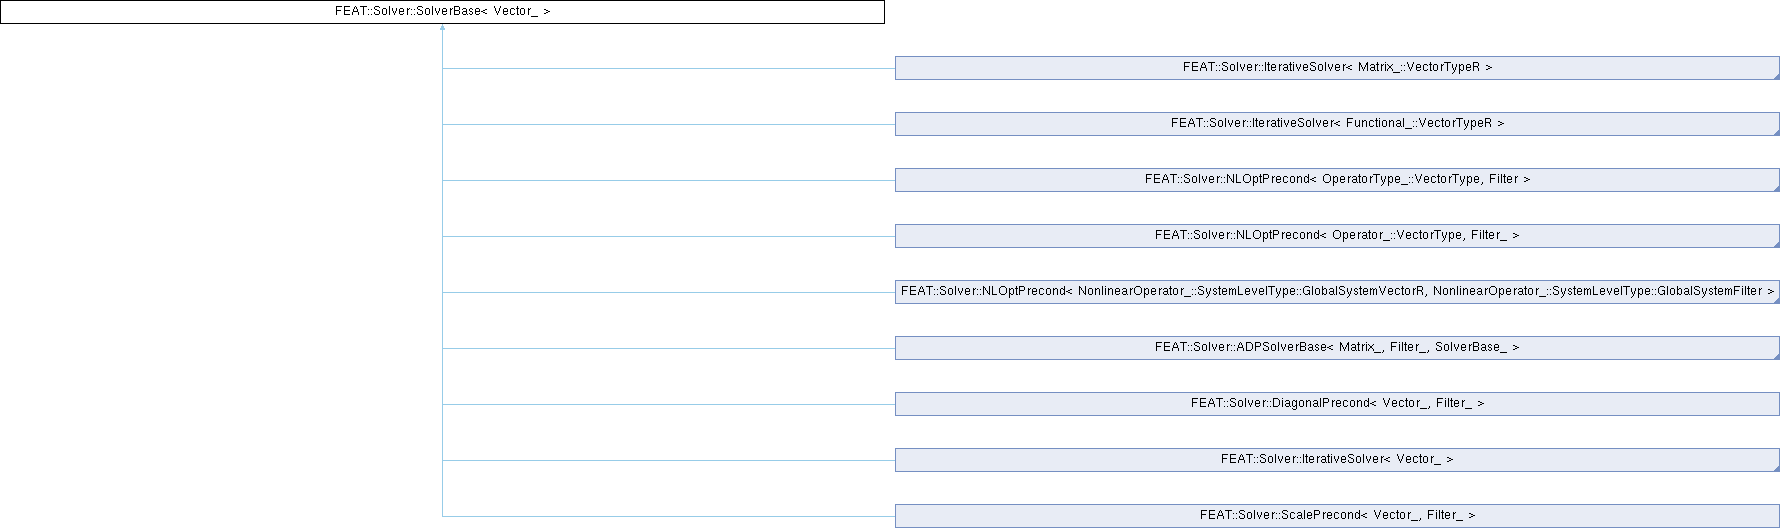 FEAT::Solver::SolverBase< Vector_ >
FEAT::Solver::IterativeSolver< Matrix_::VectorTypeR >
FEAT::Solver::IterativeSolver< Functional_::VectorTypeR >
FEAT::Solver::NLOptPrecond< OperatorType_::VectorType, Filter >
FEAT::Solver::NLOptPrecond< Operator_::VectorType, Filter_ >
FEAT::Solver::NLOptPrecond< NonlinearOperator_::SystemLevelType::GlobalSystemVectorR, NonlinearOperator_::SystemLevelType::GlobalSystemFilter >
FEAT::Solver::ADPSolverBase< Matrix_, Filter_, SolverBase_ >
FEAT::Solver::DiagonalPrecond< Vector_, Filter_ >
FEAT::Solver::IterativeSolver< Vector_ >
FEAT::Solver::ScalePrecond< Vector_, Filter_ >